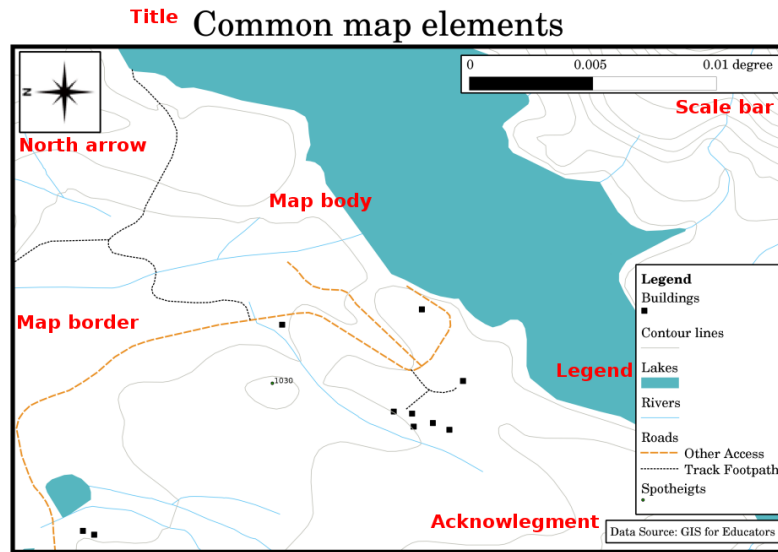 Title Common map elements
0 0.005 0.01 degree
N
Scale bar
North arrow
Map body
Map border
Legend
Buildings
Contour lines
Legend
Lakes
Rivers
Roads
Other Access
Track Footpath
Spotheigts
1030
Acknowlegment
Data Source: GIS for Educators